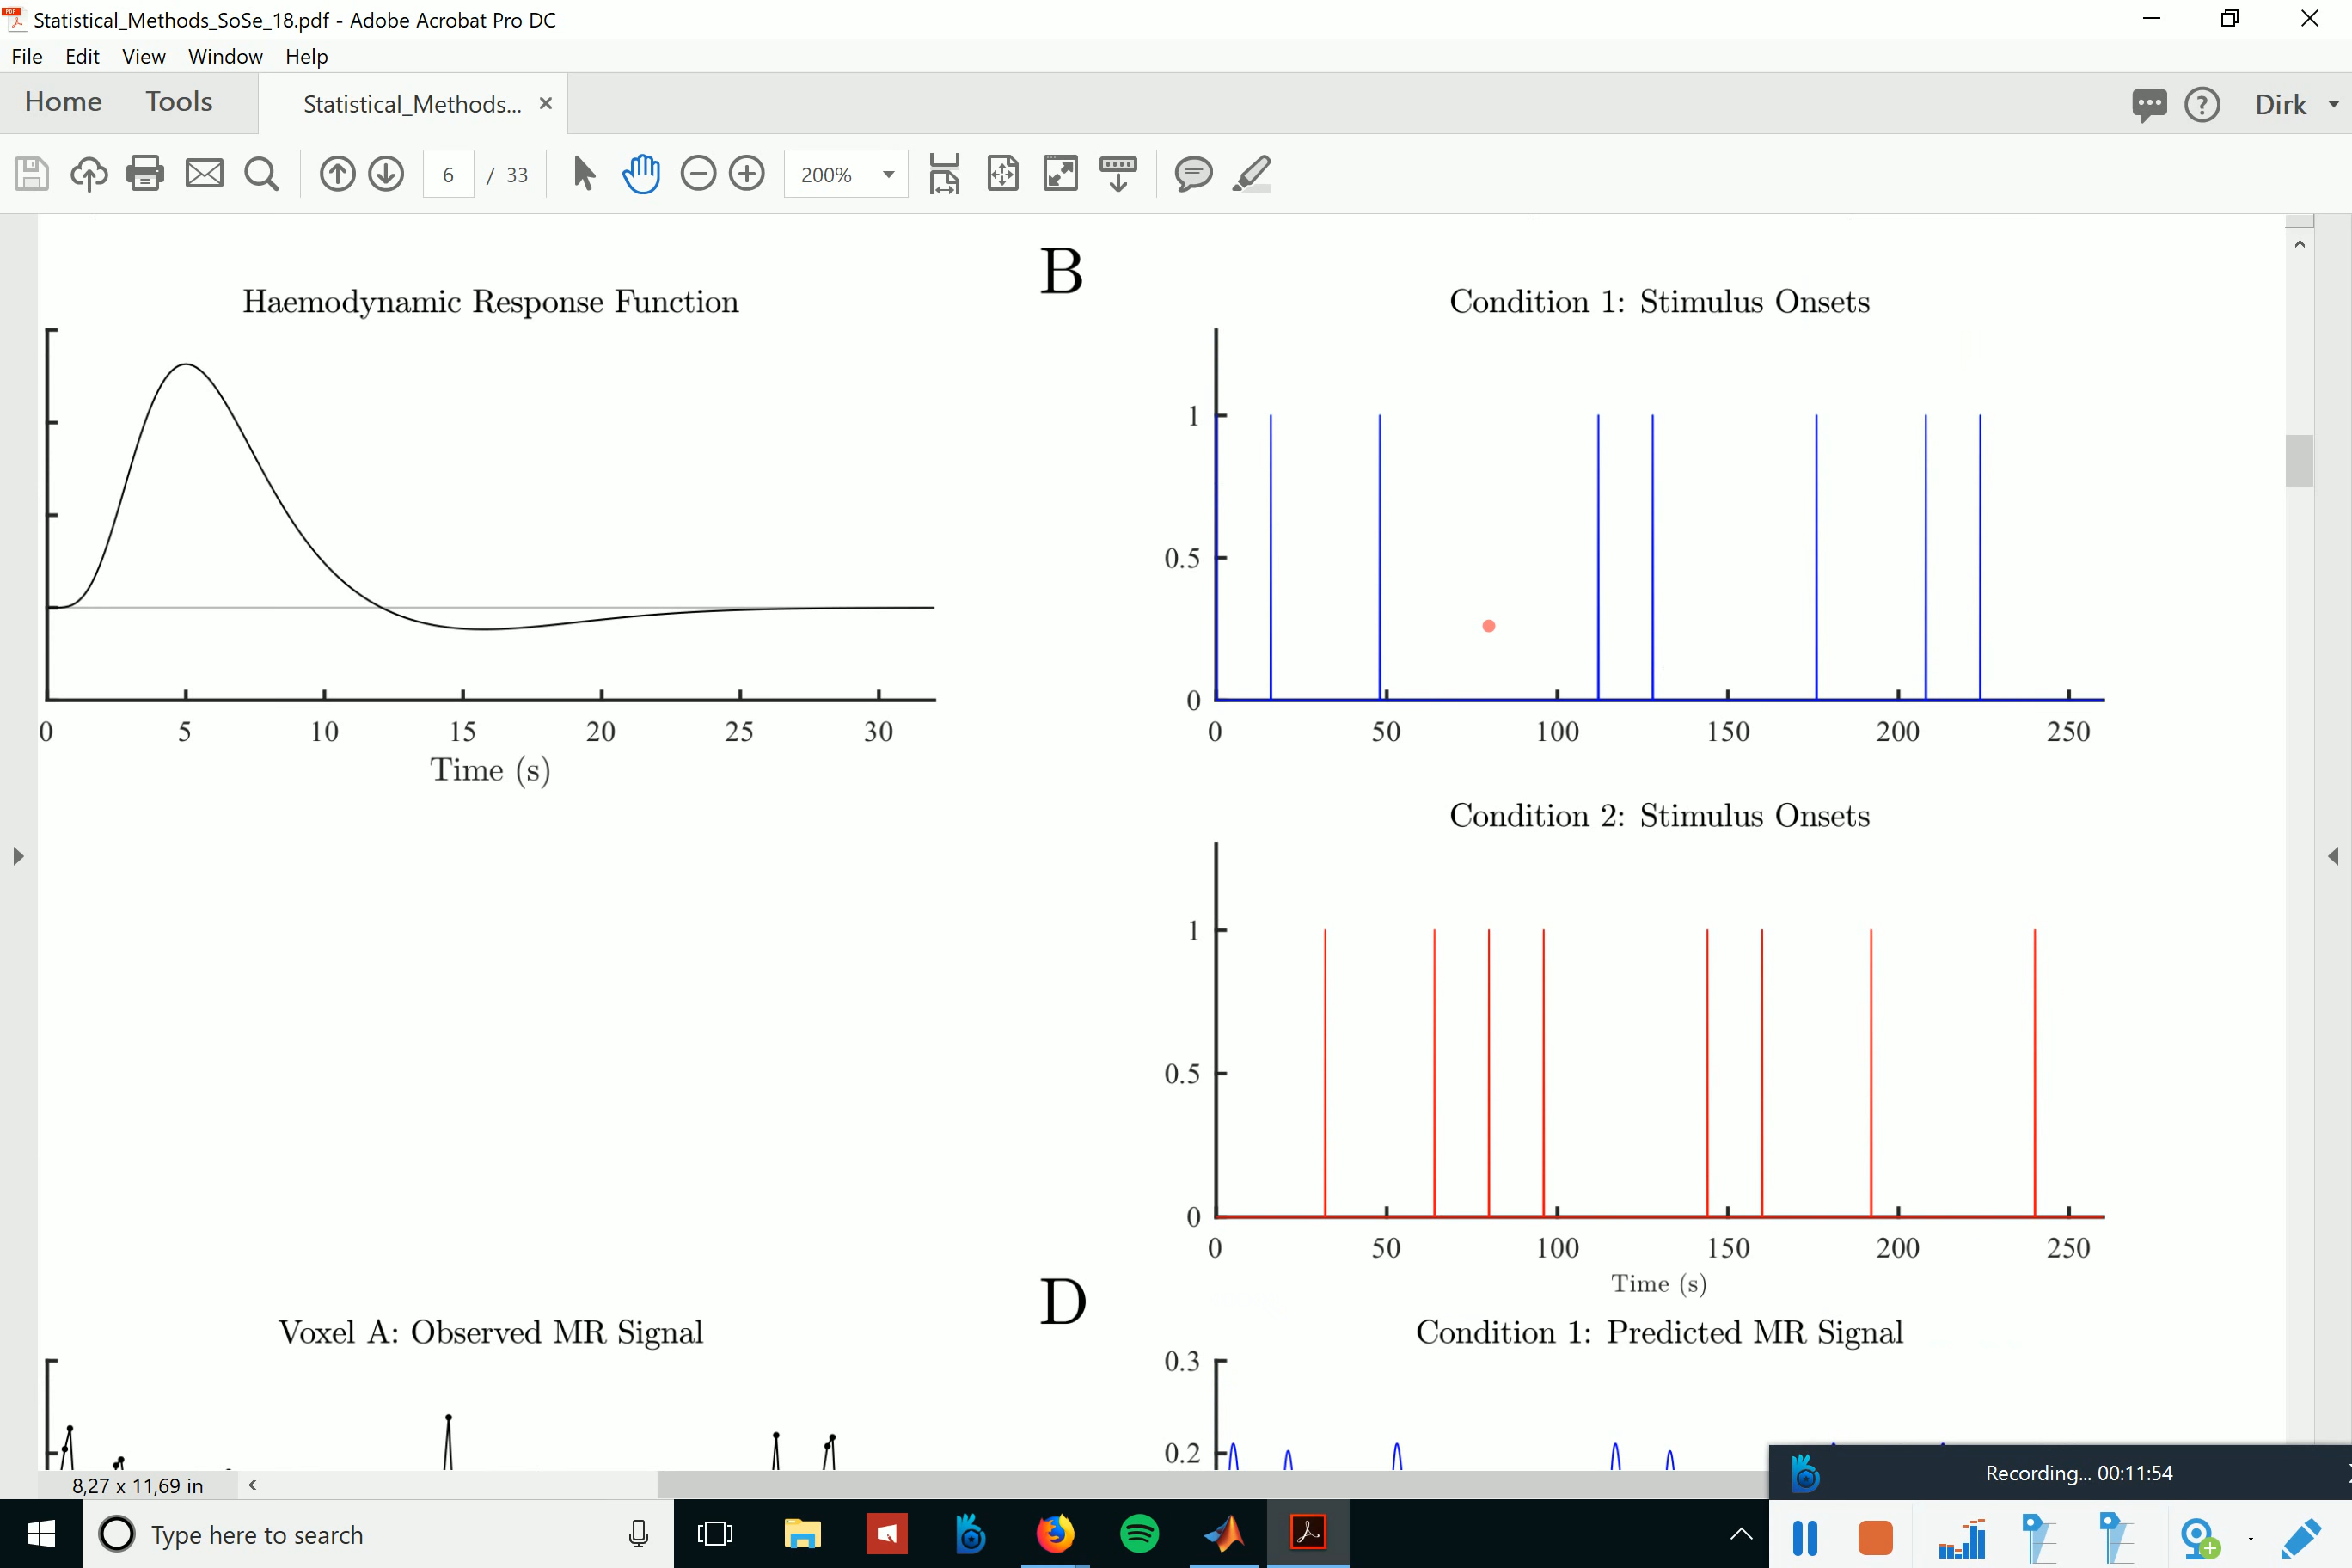 Statistical_Methods_SoSe_18.pdf - Adobe Acrobat Pro DC
File Edit View Window Help
Home Tools Statistical_Methods... × Dirk
6 / 33 200%
B
Haemodynamic Response Function
Condition 1: Stimulus Onsets
1
0.5
0
0 5 10 15 20 25 30
0 50 100 150 200 250
Time (s)
Condition 2: Stimulus Onsets
1
0.5
0
0 50 100 150 200 250
Time (s)
D
Voxel A: Observed MR Signal
Condition 1: Predicted MR Signal
0.3
0.2
8,27 x 11,69 in
Recording... 00:11:54
Type here to search